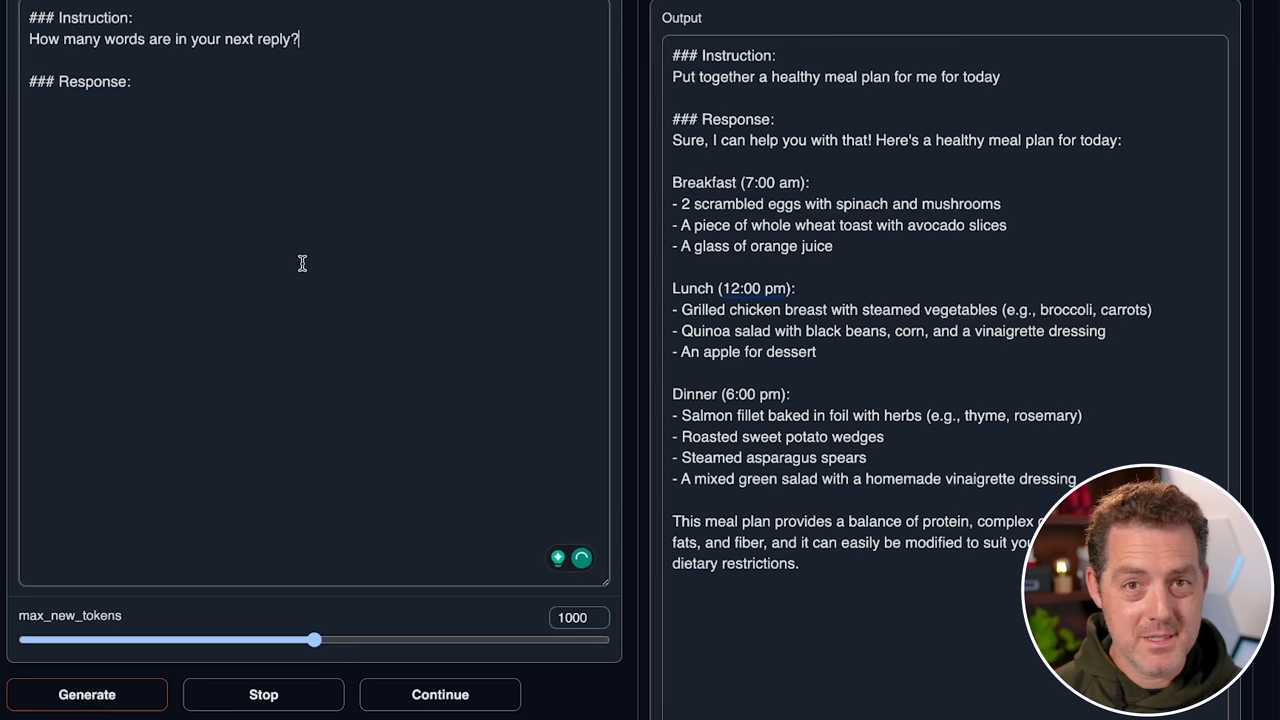 ### Instruction:
How many words are in your next reply?
### Response:
max_new_tokens
1000
Generate
Stop
Continue
Output
### Instruction:
Put together a healthy meal plan for me for today
### Response:
Sure, I can help you with that! Here's a healthy meal plan for today:
Breakfast (7:00 am):
- 2 scrambled eggs with spinach and mushrooms
- A piece of whole wheat toast with avocado slices
- A glass of orange juice
Lunch (12:00 pm):
- Grilled chicken breast with steamed vegetables (e.g., broccoli, carrots)
- Quinoa salad with black beans, corn, and a vinaigrette dressing
- An apple for dessert
Dinner (6:00 pm):
- Salmon fillet baked in foil with herbs (e.g., thyme, rosemary)
- Roasted sweet potato wedges
- Steamed asparagus spears
- A mixed green salad with a homemade vinaigrette dressing
This meal plan provides a balance of protein, complex
fats, and fiber, and it can easily be modified to suit
dietary restrictions.